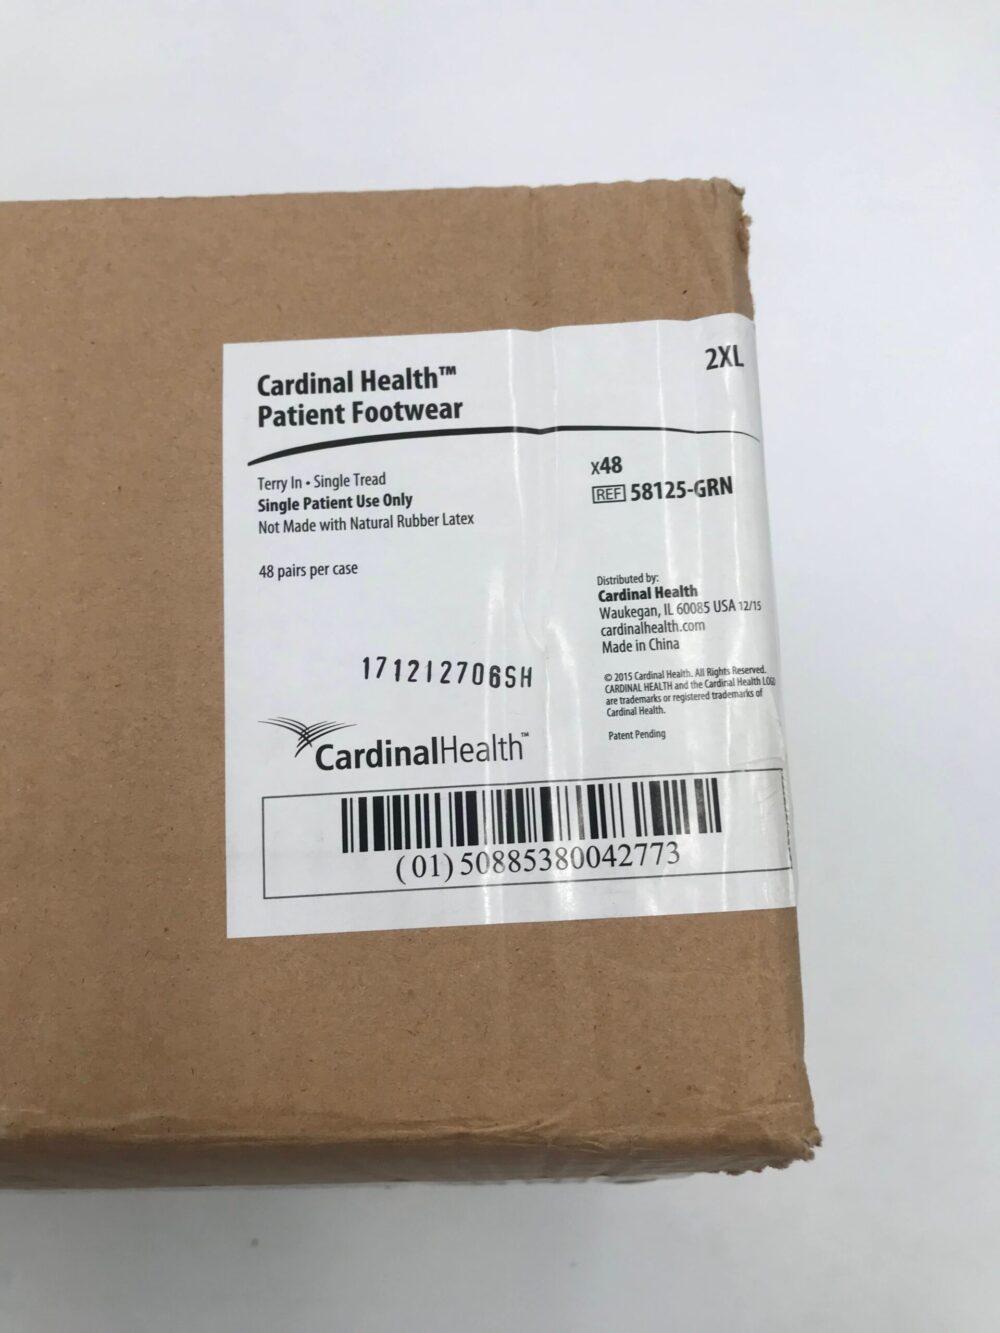 Cardinal Health™
Patient Footwear
2XL
Terry In • Single Tread
Single Patient Use Only
Not Made with Natural Rubber Latex
48 pairs per case
x48
REF 58125-GRN
Distributed by:
Cardinal Health
Waukegan, IL 60085 USA 12/15
cardinalhealth.com
Made in China
© 2015 Cardinal Health. All Rights Reserved.
CARDINAL HEALTH and the Cardinal Health LOGO
are trademarks or registered trademarks of
Cardinal Health.
Patent Pending
171212706SH
CardinalHealth™
(01)50885380042773